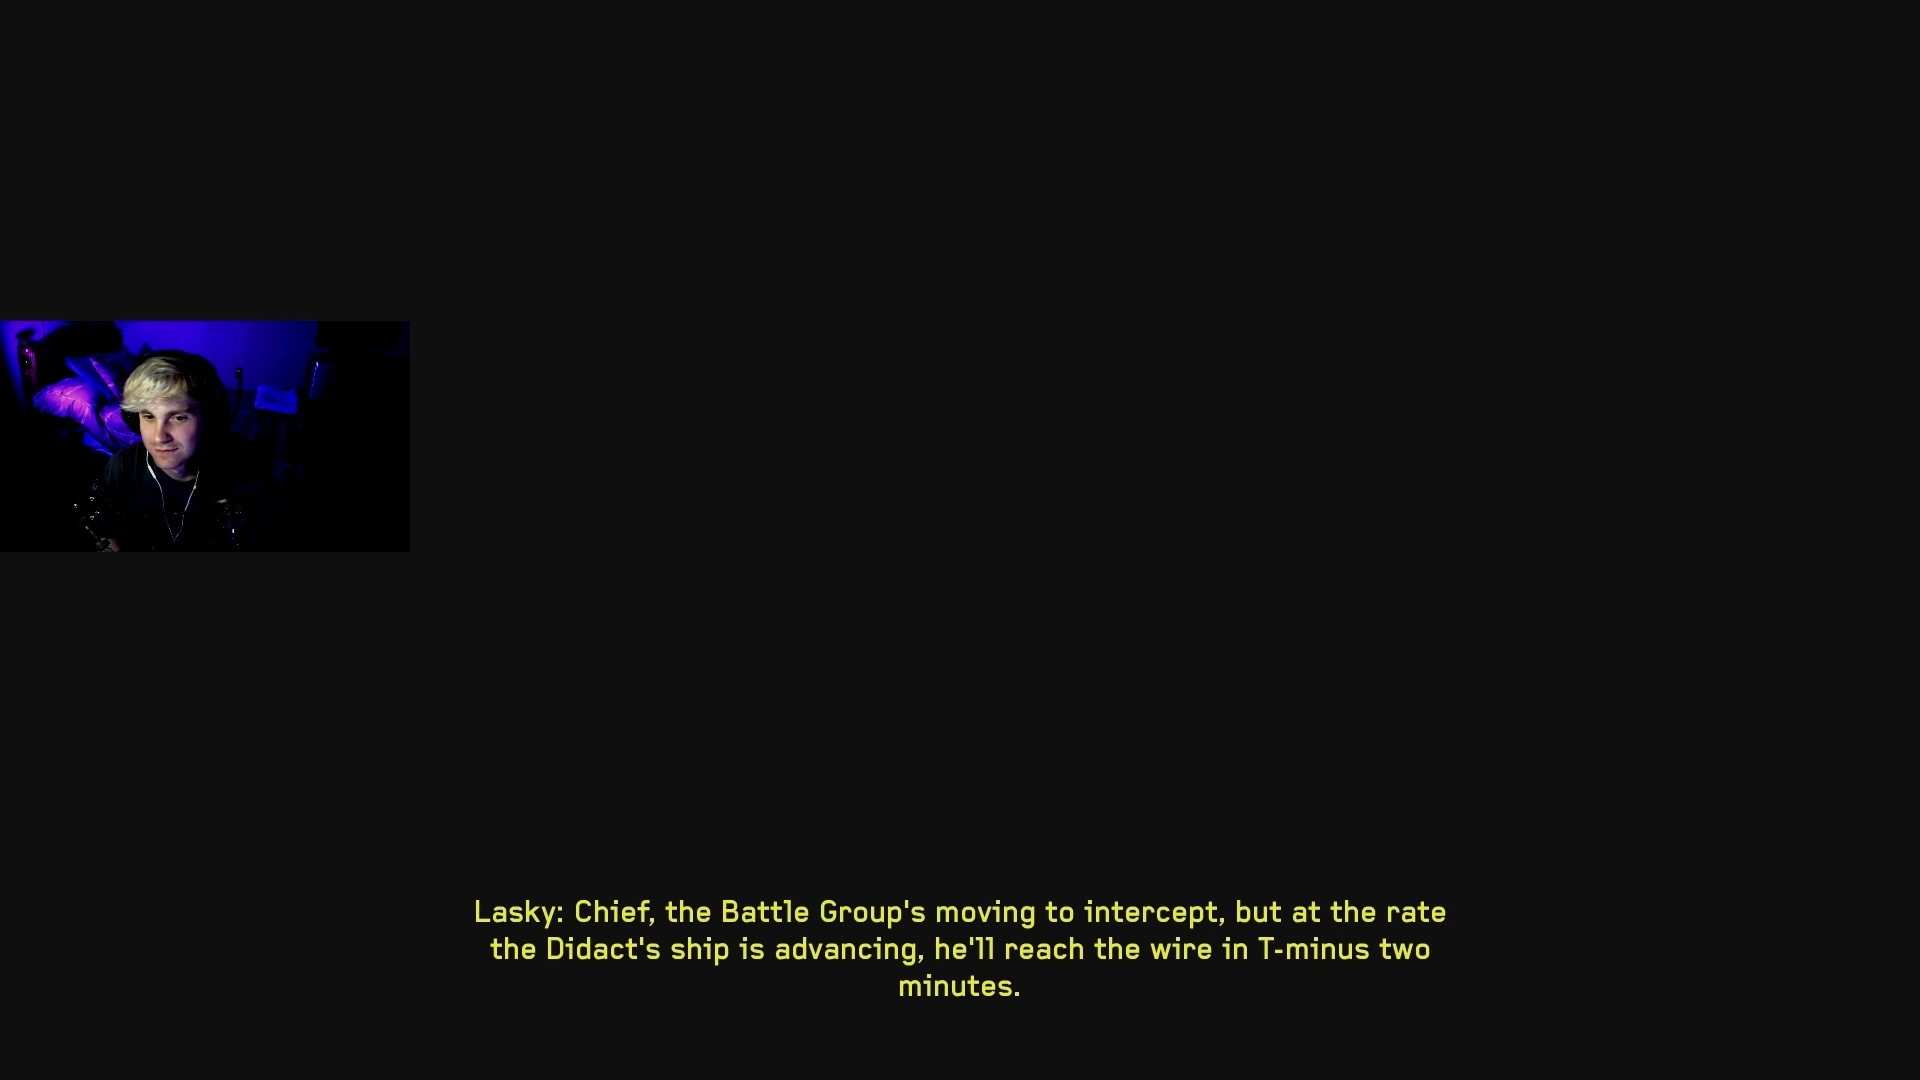 Lasky: Chief, the Battle Group's moving to intercept, but at the rate
the Didact's ship is advancing, he'll reach the wire in T-minus two
minutes.